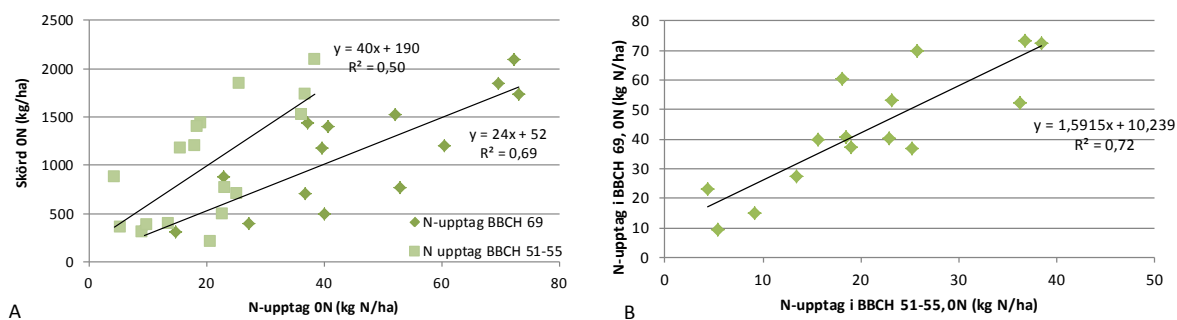 2500
2000
1500
1000
500
0
Skörd 0N (kg/ha)
y = 40x + 190
R² = 0,50
y = 24x + 52
R² = 0,69
N-upptag BBCH 69
N upptag BBCH 51-55
0 20 40 60 80
N-upptag 0N (kg N/ha)
A
80
70
60
50
40
30
20
10
0
N-upptag i BBCH 69, 0N (kg N/ha)
y = 1,5915x + 10,239
R² = 0,72
0 10 20 30 40 50
N-upptag i BBCH 51-55, 0N (kg N/ha)
B